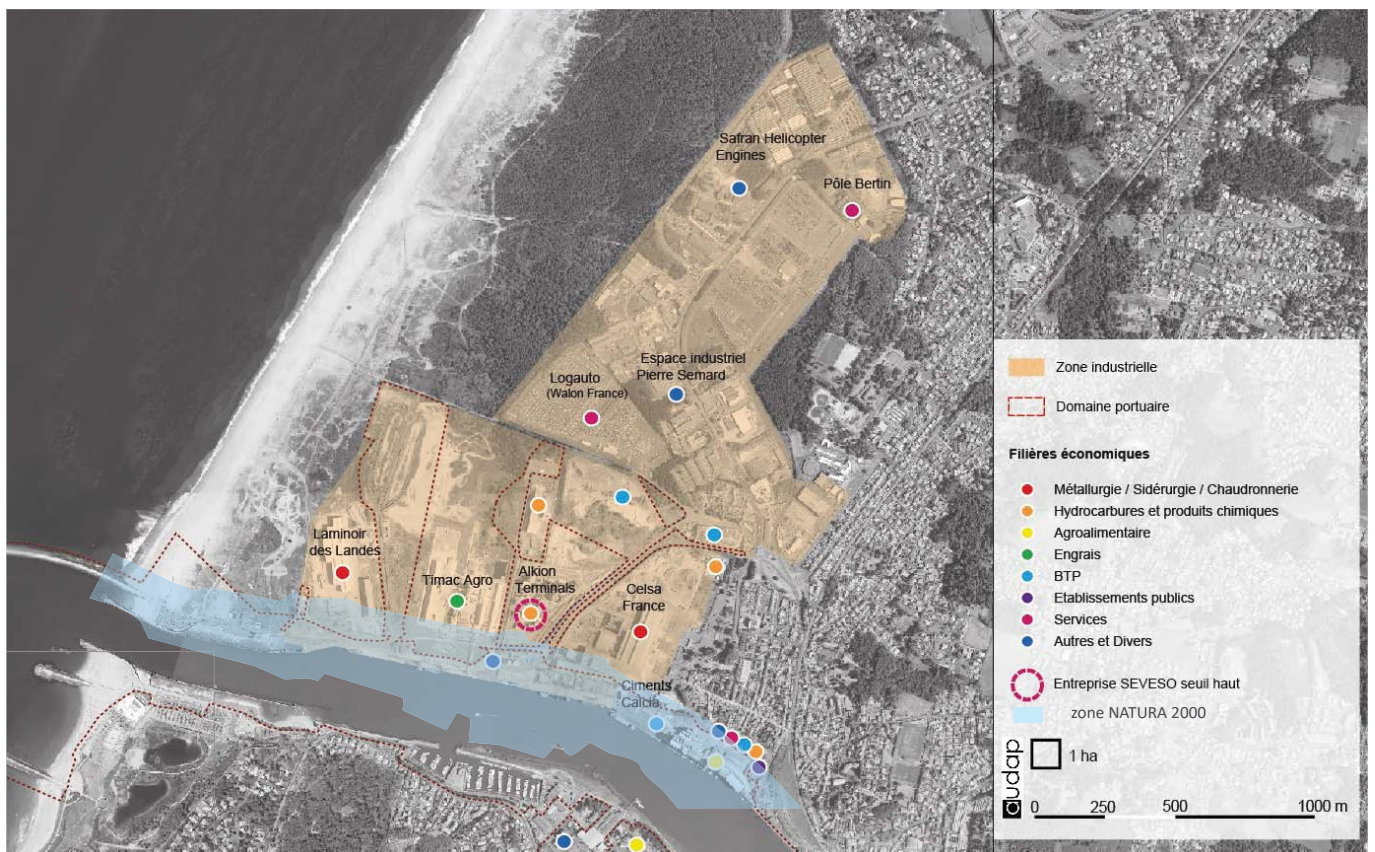 Safran Helicopter
Engines
Pôle Bertin
Espace industriel
Pierre Semard
Logauto
(Walon France)
Laminoir
des Landes
Timac Agro
Alkion
Terminals
Celsa
France
Ciments
Calcia
Zone industrielle
Domaine portuaire
Filières économiques
Métallurgie / Sidérurgie / Chaudronnerie
Hydrocarbures et produits chimiques
Agroalimentaire
Engrais
BTP
Etablissements publics
Services
Autres et Divers
Entreprise SEVESO seuil haut
zone NATURA 2000
audap
1 ha
0 250 500 1000 m